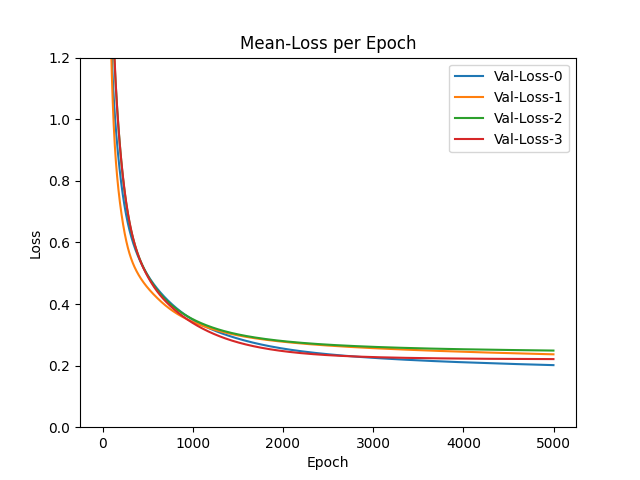 Mean-Loss per Epoch
1.2
1.0
0.8
0.6
0.4
0.2
0.0
Loss
Val-Loss-0
Val-Loss-1
Val-Loss-2
Val-Loss-3
0 1000 2000 3000 4000 5000
Epoch